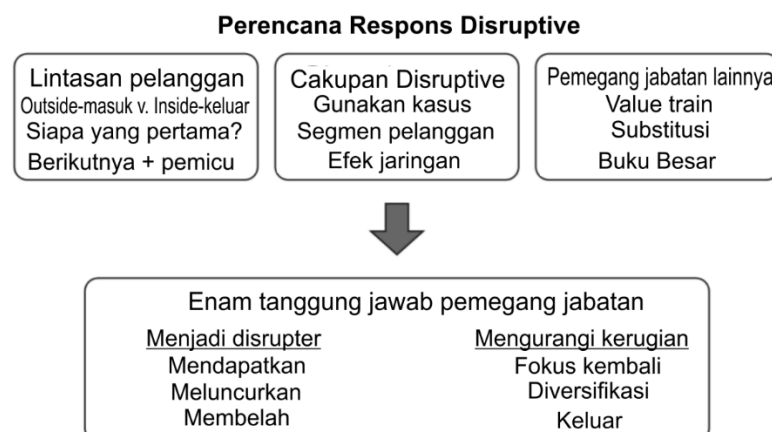 Perencana Respons Disruptive
Lintasan pelanggan
Outside-masuk v. Inside-keluar
Siapa yang pertama?
Berikutnya + pemicu
Cakupan Disruptive
Gunakan kasus
Segmen pelanggan
Efek jaringan
Pemegang jabatan lainnya
Value train
Substitusi
Buku Besar
Enam tanggung jawab pemegang jabatan
Menjadi disrupter
Mendapatkan
Meluncurkan
Membelah
Mengurangi kerugian
Fokus kembali
Diversifikasi
Keluar